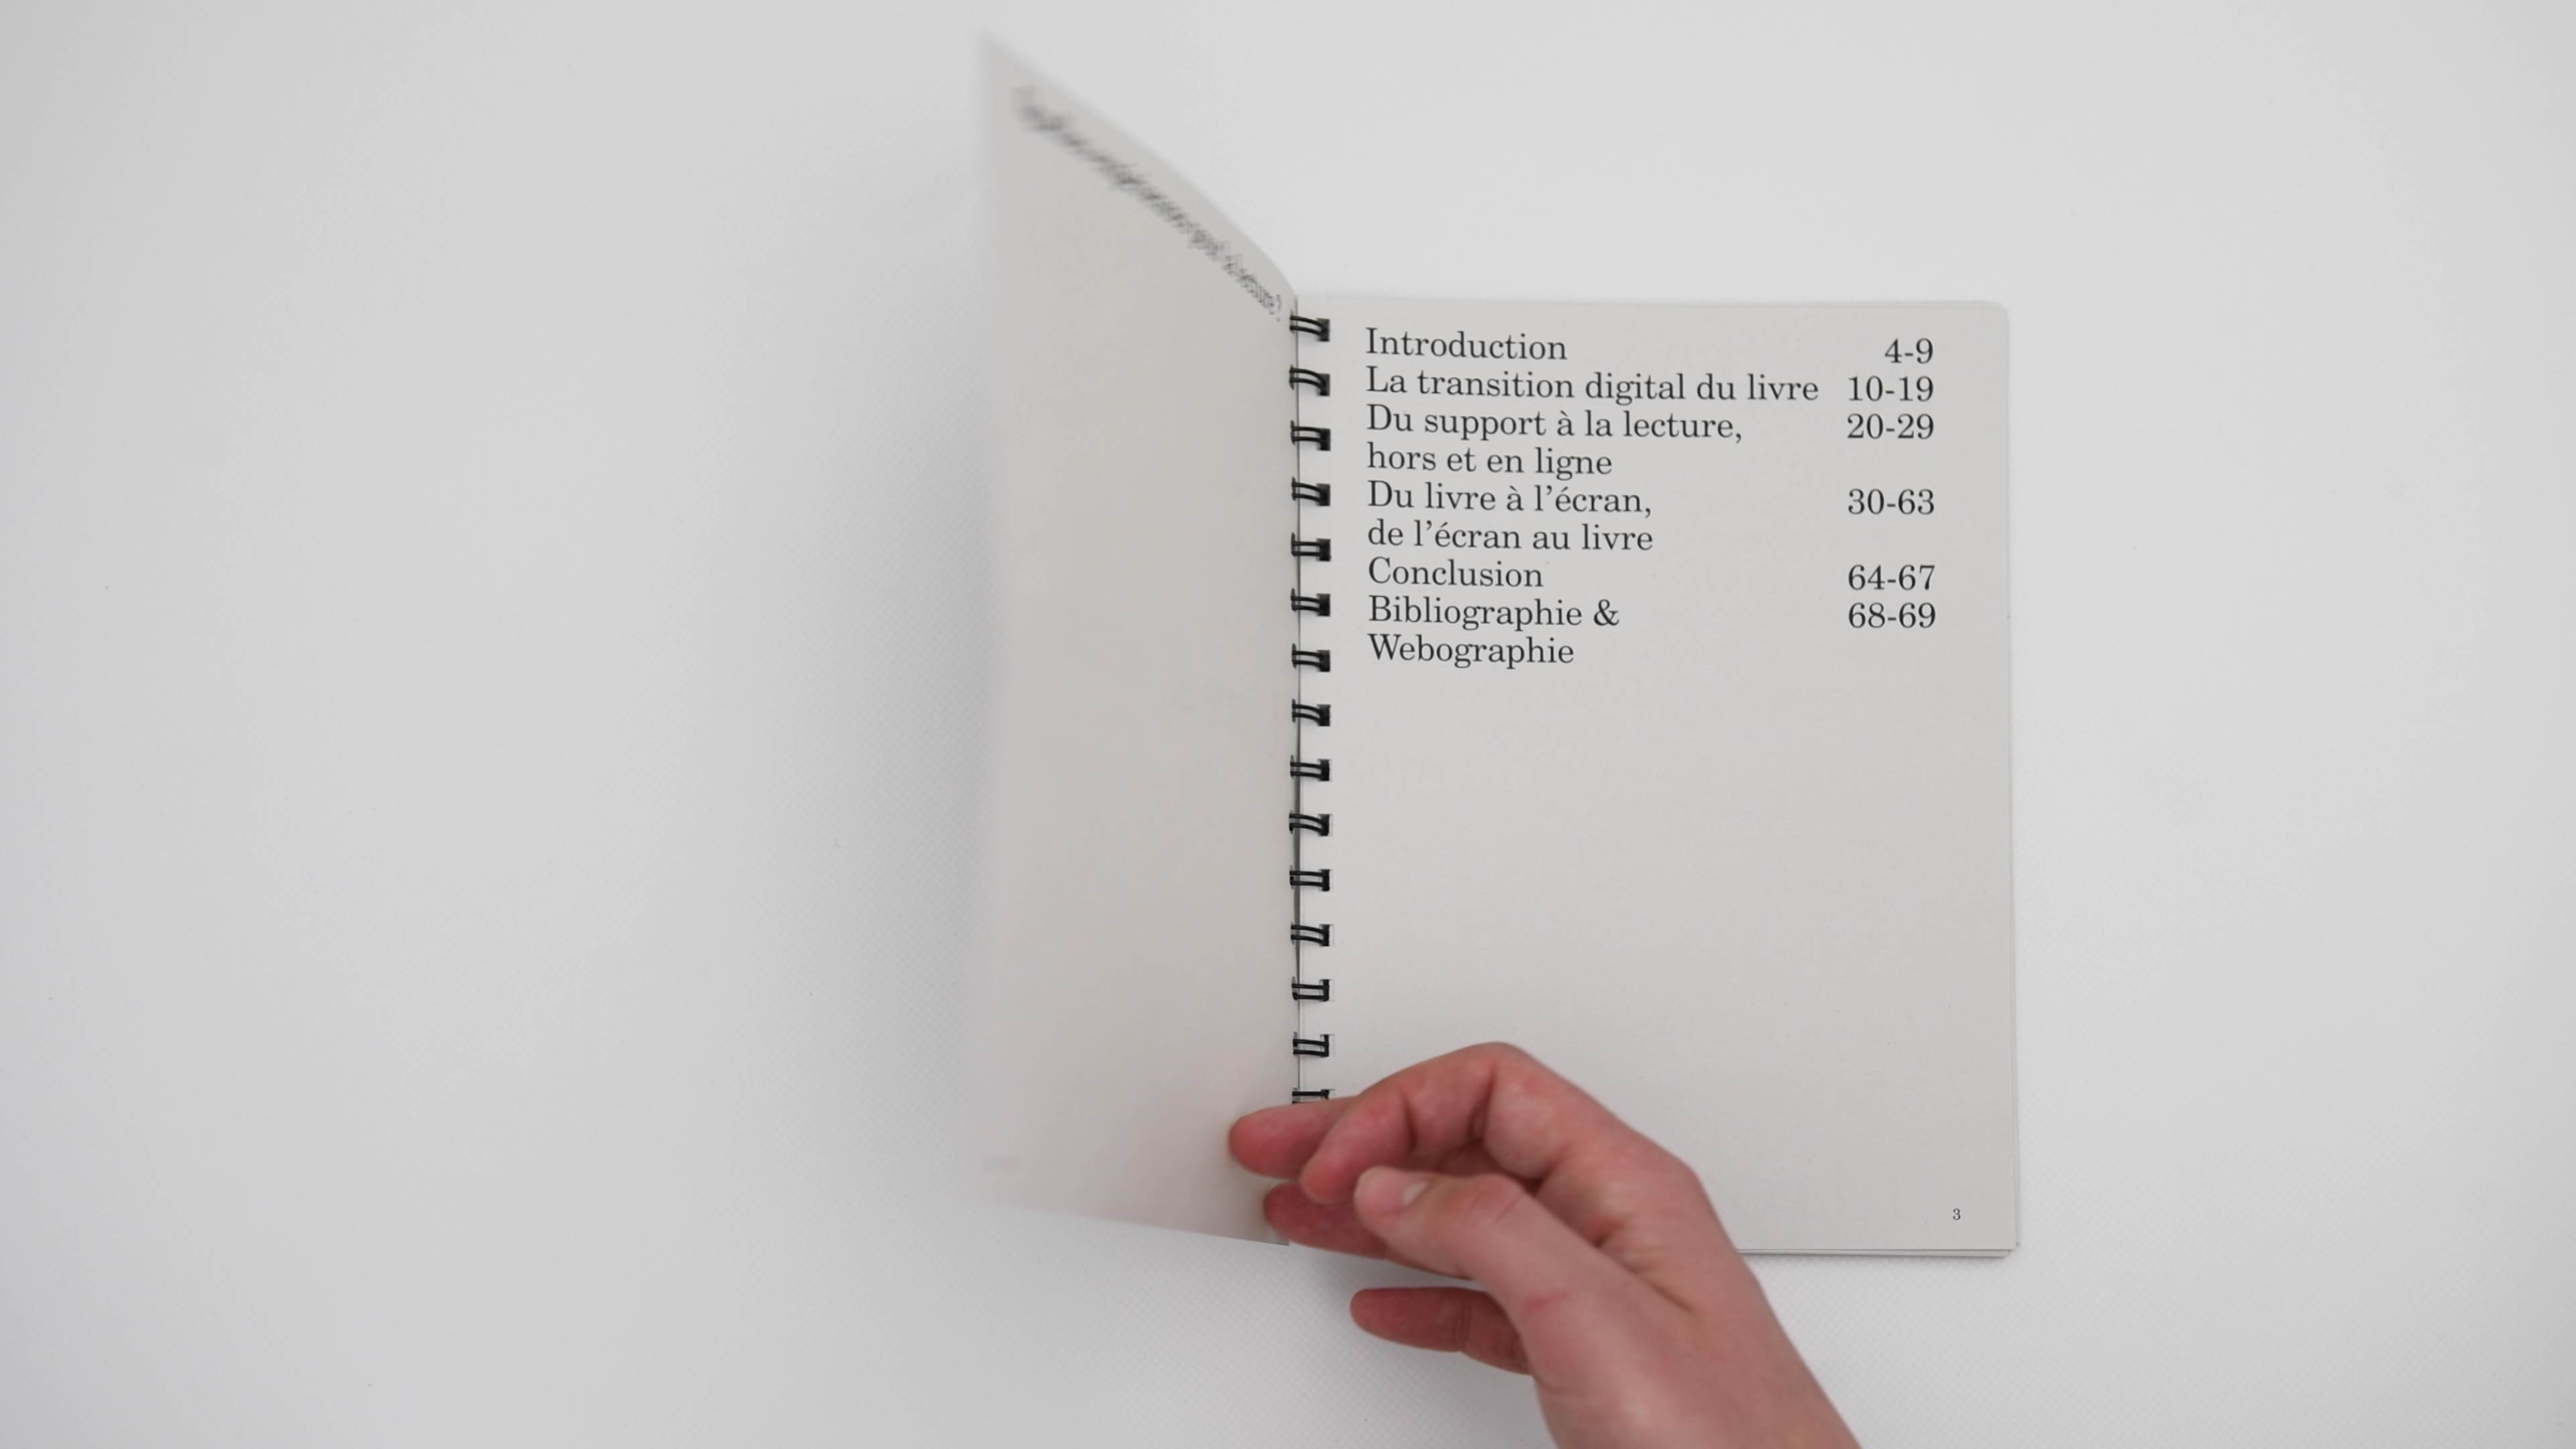 Introduction 4-9
La transition digital du livre 10-19
Du support à la lecture, 20-29
hors et en ligne
Du livre à l’écran, 30-63
de l’écran au livre
Conclusion 64-67
Bibliographie & 68-69
Webographie
3